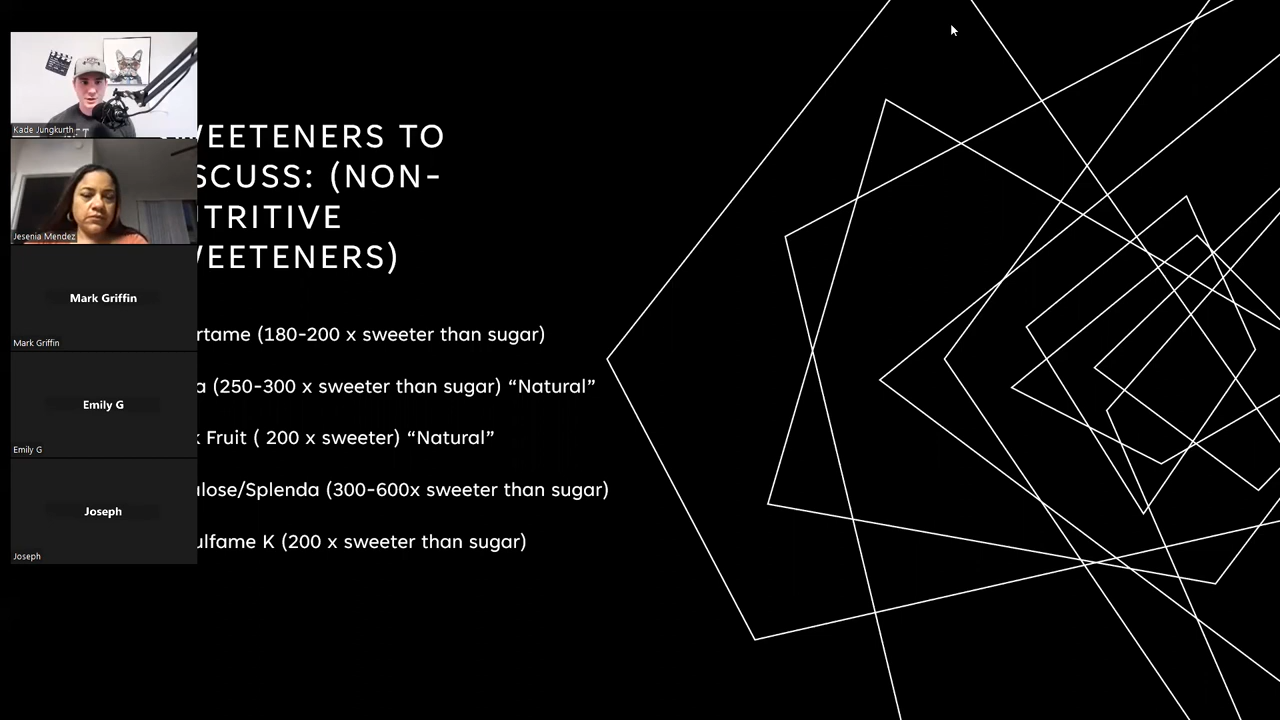 Kade Jungkurth
Jesenia Mendez
Mark Griffin
Mark Griffin
Emily G
Emily G
Joseph
Joseph
WEETENERS TO
SCUSS: (NON-
UTRITIVE
WEETENERS)
rtame (180-200 x sweeter than sugar)
a (250-300 x sweeter than sugar) “Natural”
k Fruit ( 200 x sweeter) “Natural”
ulose/Splenda (300-600x sweeter than sugar)
ulfame K (200 x sweeter than sugar)